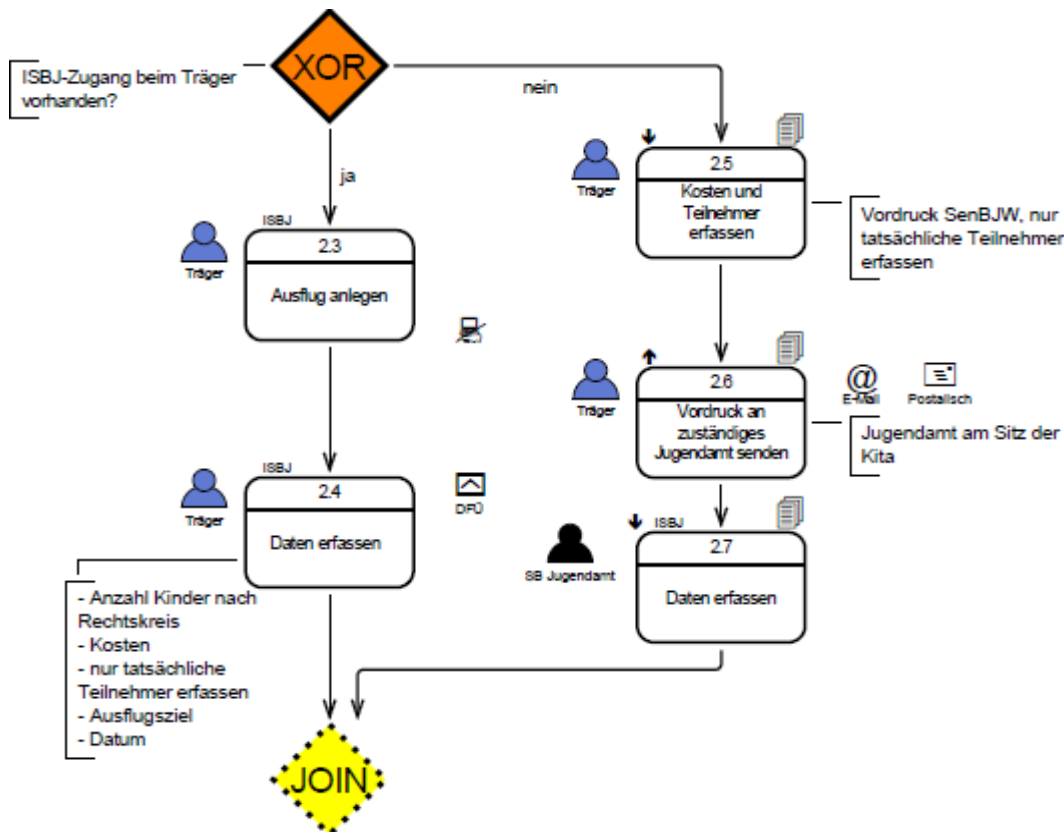 XOR
ISBJ-Zugang beim Träger
vorhanden?
nein
ja
Träger
2.5
Kosten und
Teilnehmer
erfassen
Vordruck SenBJW, nur
tatsächliche Teilnehmer
erfassen
ISBJ
Träger
2.3
Ausflug anlegen
Träger
2.6
Vordruck an
zuständiges
Jugendamt senden
@
E-Mail
Postalisch
Jugendamt am Sitz der
Kita
ISBJ
Träger
2.4
Daten erfassen
DFÜ
- Anzahl Kinder nach
Rechtskreis
- Kosten
- nur tatsächliche
Teilnehmer erfassen
- Ausflugsziel
- Datum
ISBJ
SB Jugendamt
2.7
Daten erfassen
JOIN